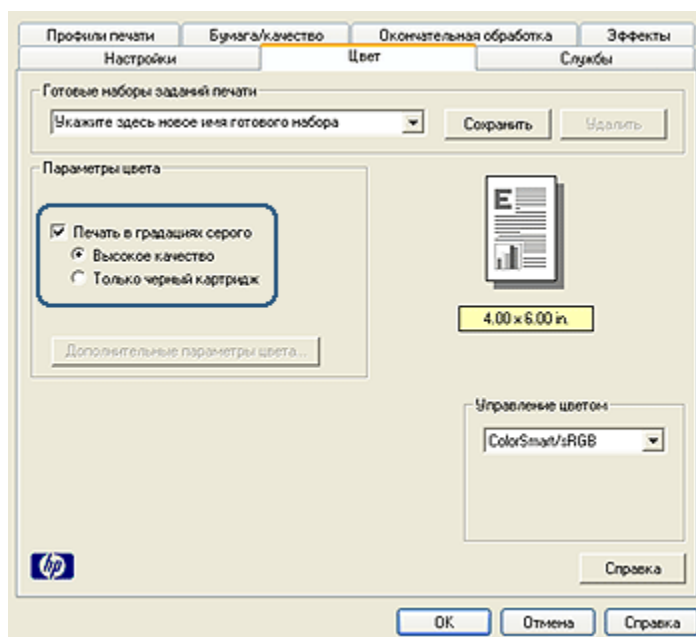 Профили печати Бумага/качество Окончательная обработка Эффекты
Настройки Цвет Службы
Готовые наборы заданий печати
Укажите здесь новое имя готового набора Сохранить Удалить
Параметры цвета
Печать в градациях серого
Высокое качество
Только черный картридж
Дополнительные параметры цвета...
E
4.00 x 6.00 in.
Управление цветом
ColorSmart/sRGB
hp
Справка
OK Отмена Справка